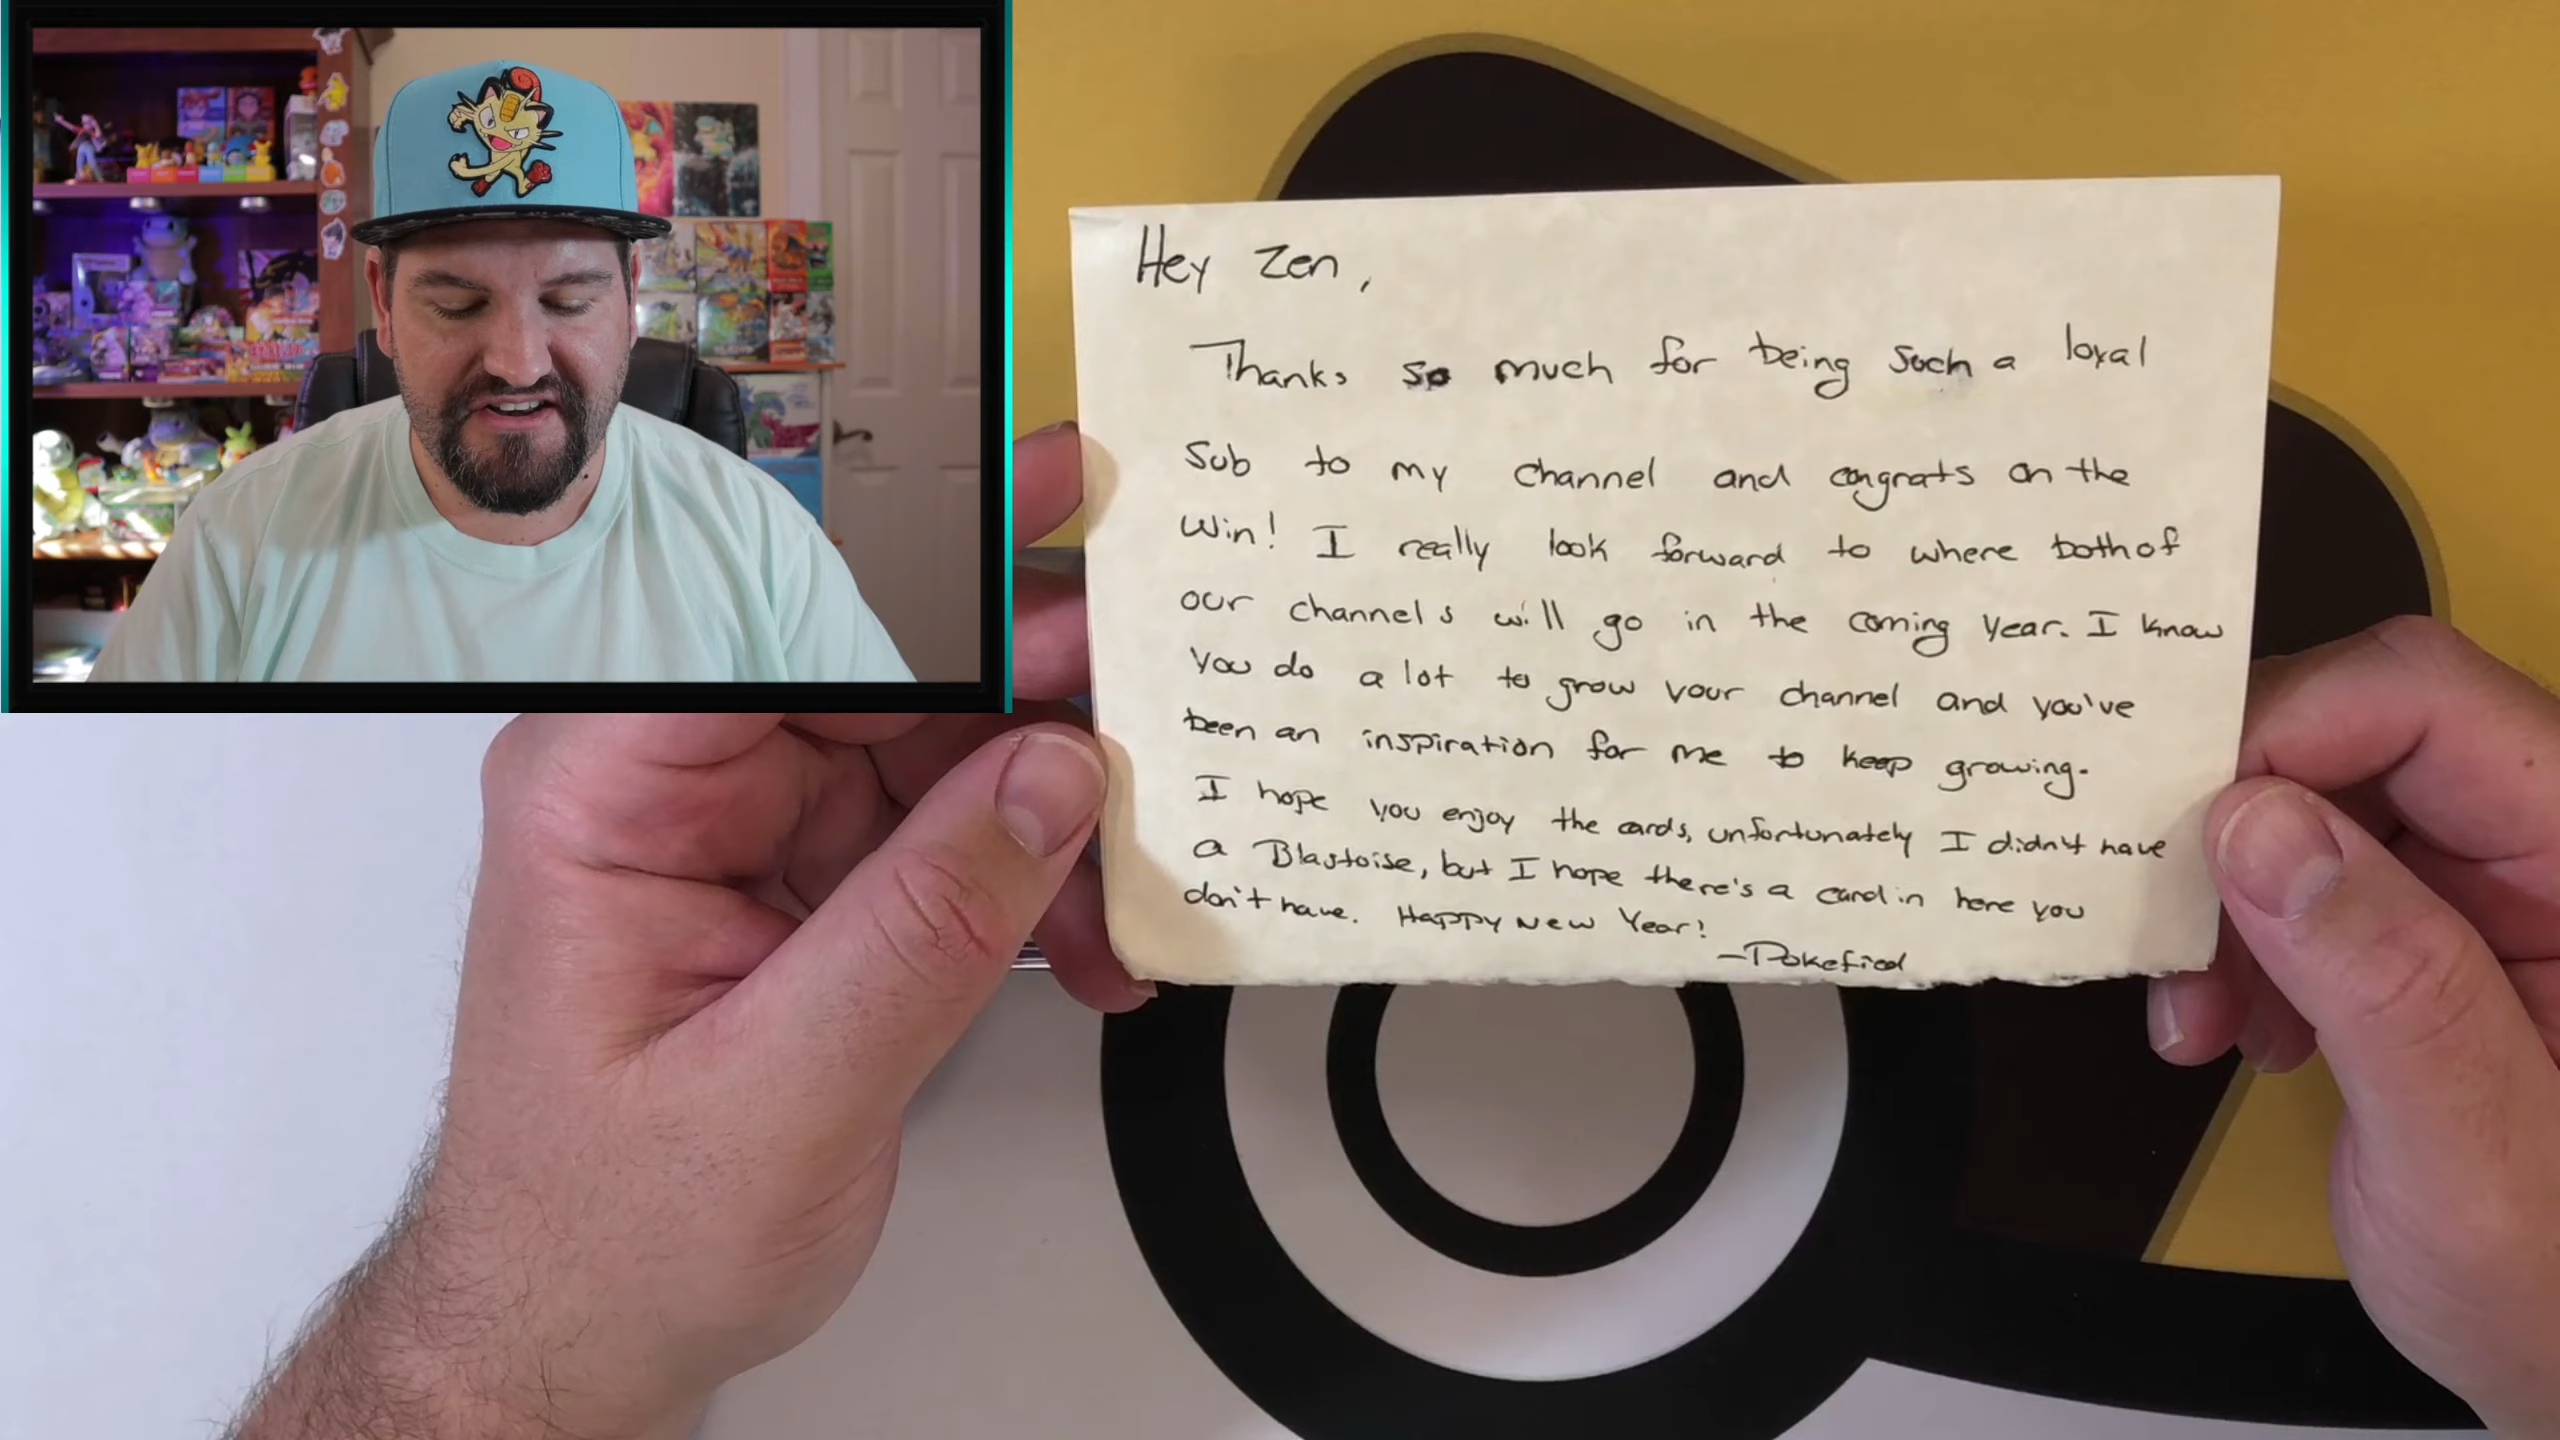 Hey Zen,
Thanks so much for being such a loyal
Sub to my channel and congrats on the
Win! I really look forward to where both of
our channels will go in the coming year. I know
you do a lot to grow your channel and you've
been an inspiration for me to keep growing.
I hope you enjoy the cards, unfortunately I didn't have
a Blastoise, but I hope there's a card in here you
don't have. Happy New Year!
-Pokefied